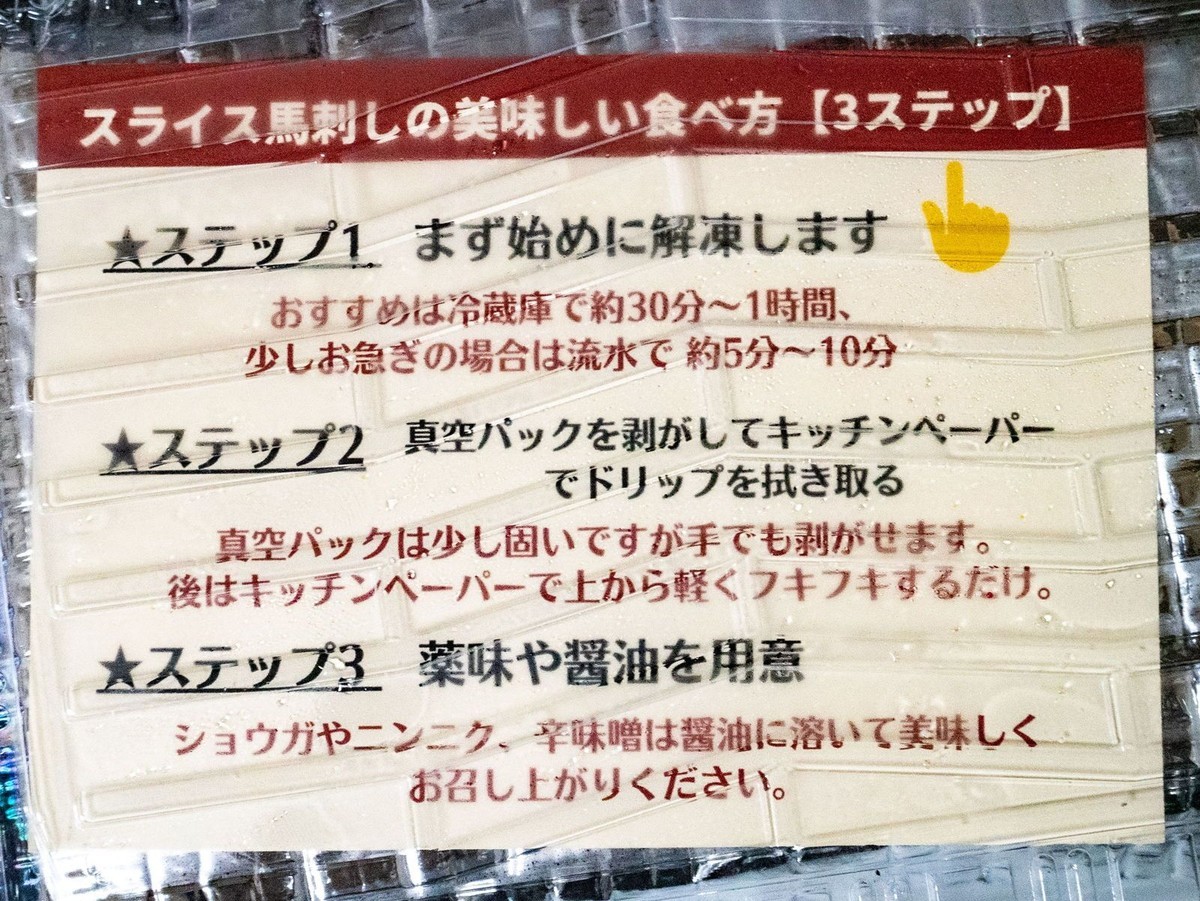 スライス馬刺しの美味しい食べ方【3ステップ】
★ステップ1 まず始めに解凍します
おすすめは冷蔵庫で約30分～1時間、
少しお急ぎの場合は流水で 約5分～10分
★ステップ2 真空パックを剥がしてキッチンペーパー
でドリップを拭き取る
真空パックは少し固いですが手でも剥がせます。
後はキッチンペーパーで上から軽くフキフキするだけ。
★ステップ3 薬味や醤油を用意
ショウガやニンニク、辛味噌は醤油に溶いて美味しく
お召し上がりください。